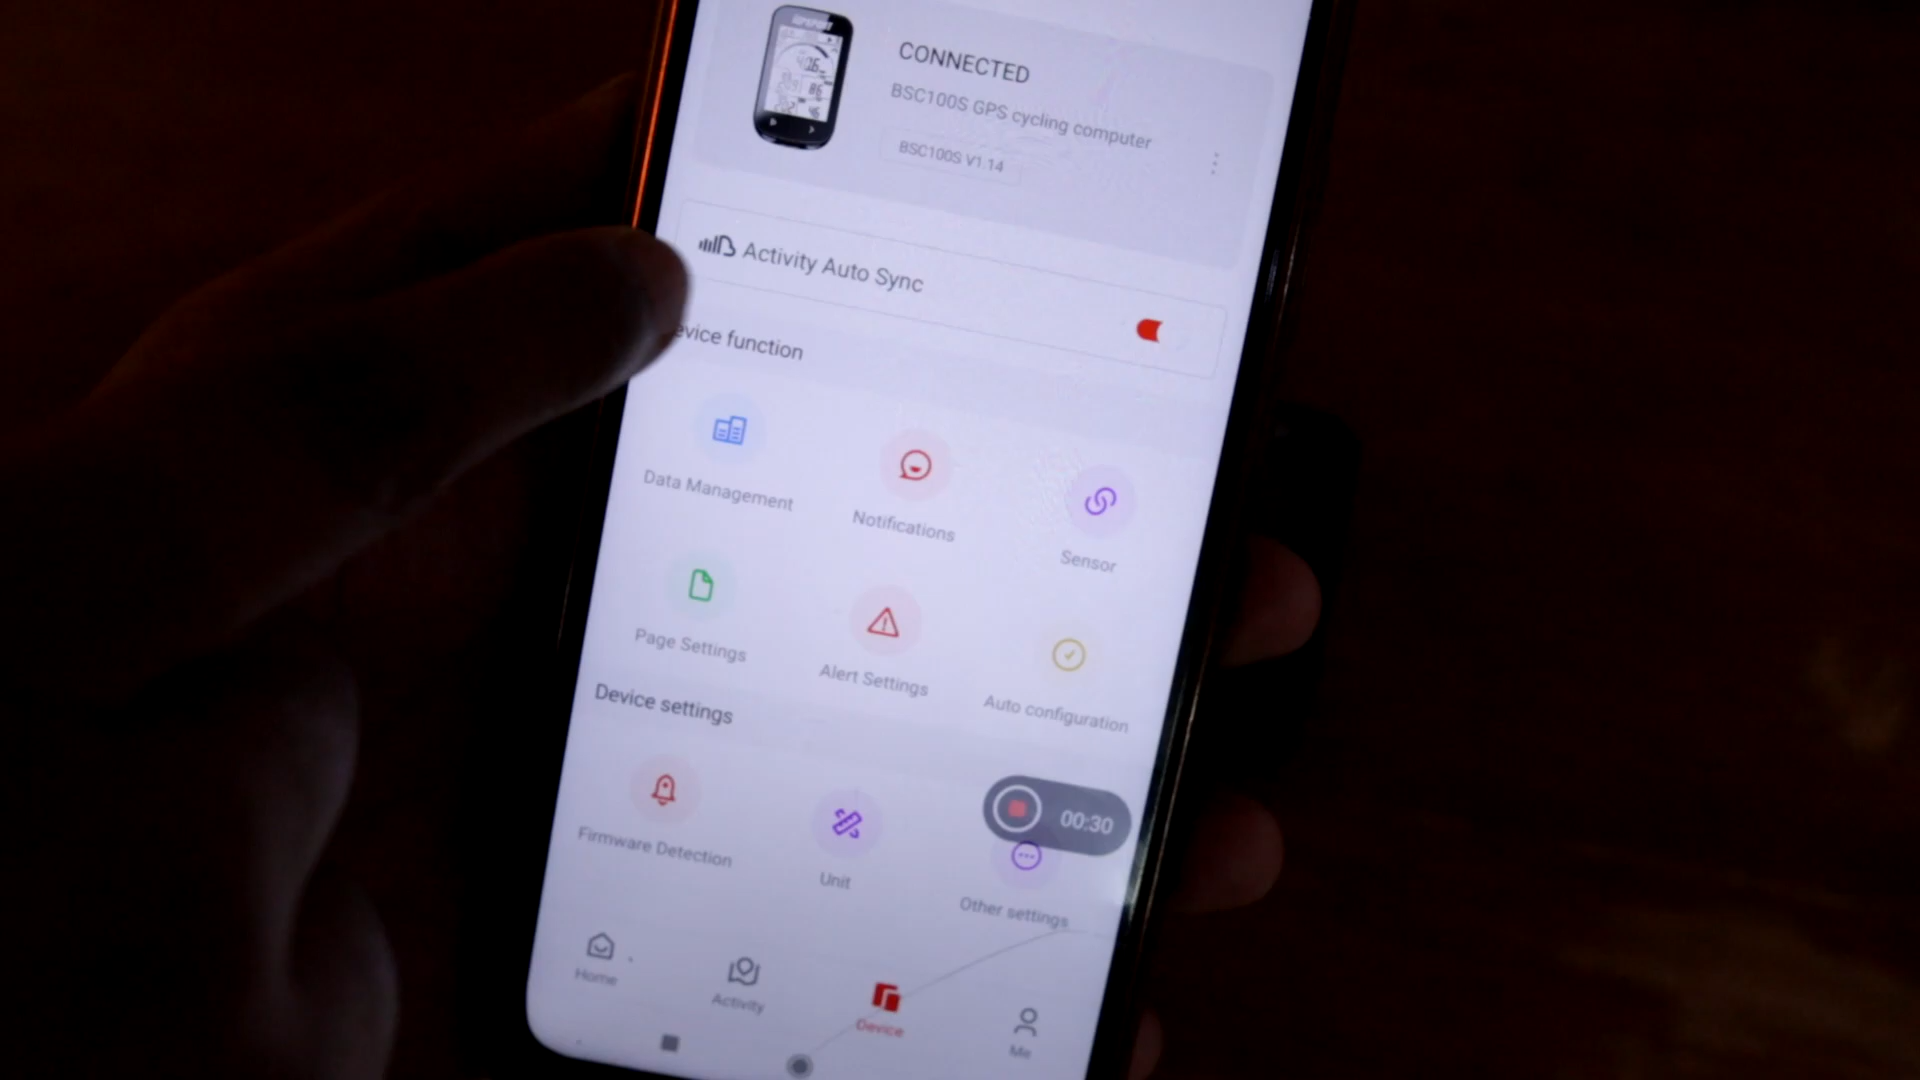 CONNECTED
BSC100S GPS cycling computer
BSC100S V1.14
Activity Auto Sync
evice function
Data Management
Notifications
Sensor
Page Settings
Alert Settings
Auto configuration
Device settings
Firmware Detection
Unit
00:30
Other settings
Home
Activity
Device
Me